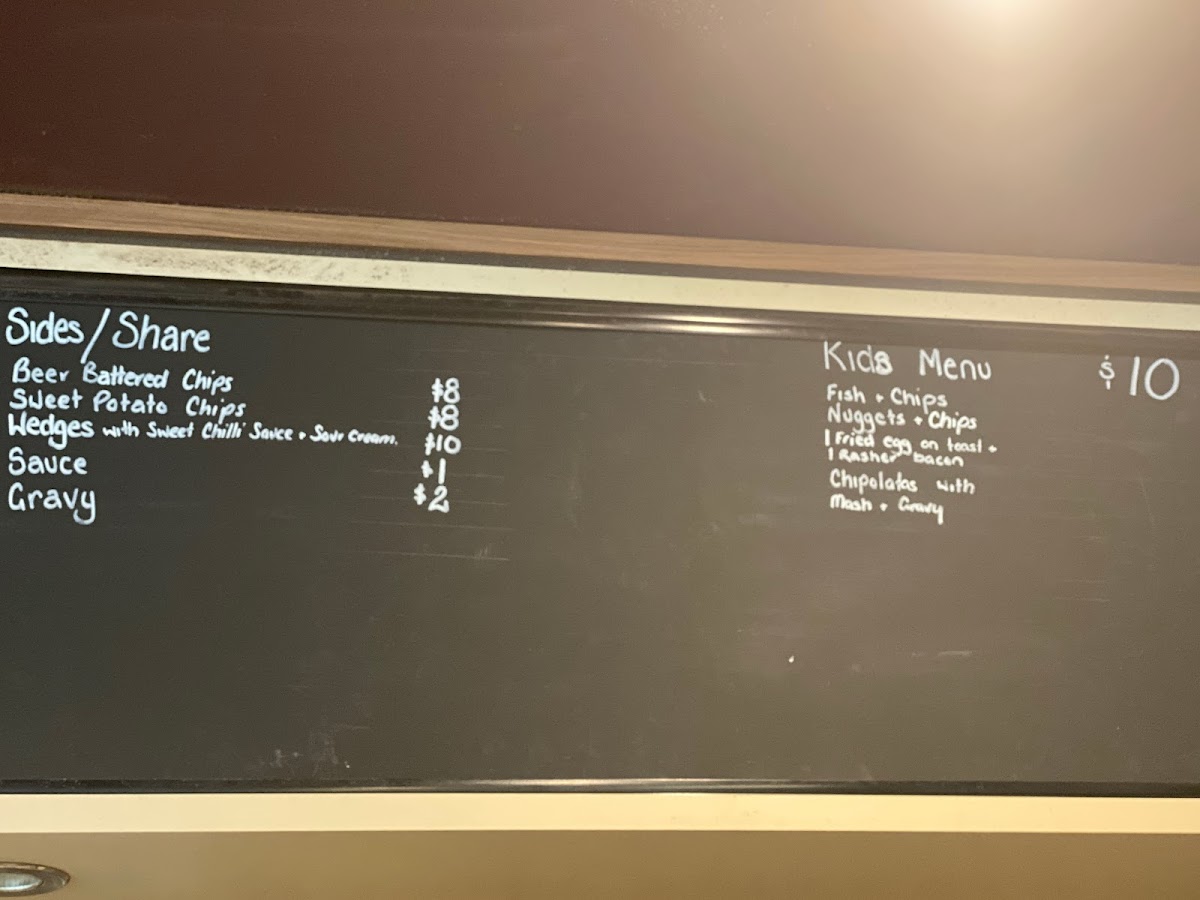 Sides/Share
Beer Battered Chips $8
Sweet Potato Chips $8
Wedges with Sweet Chilli Sauce + Sour Cream. $10
Sauce $1
Gravy $2
Kids Menu $10
Fish + Chips
Nuggets + Chips
1 Fried egg on toast +
1 Rasher bacon
Chipolatas with
Mash + Gravy